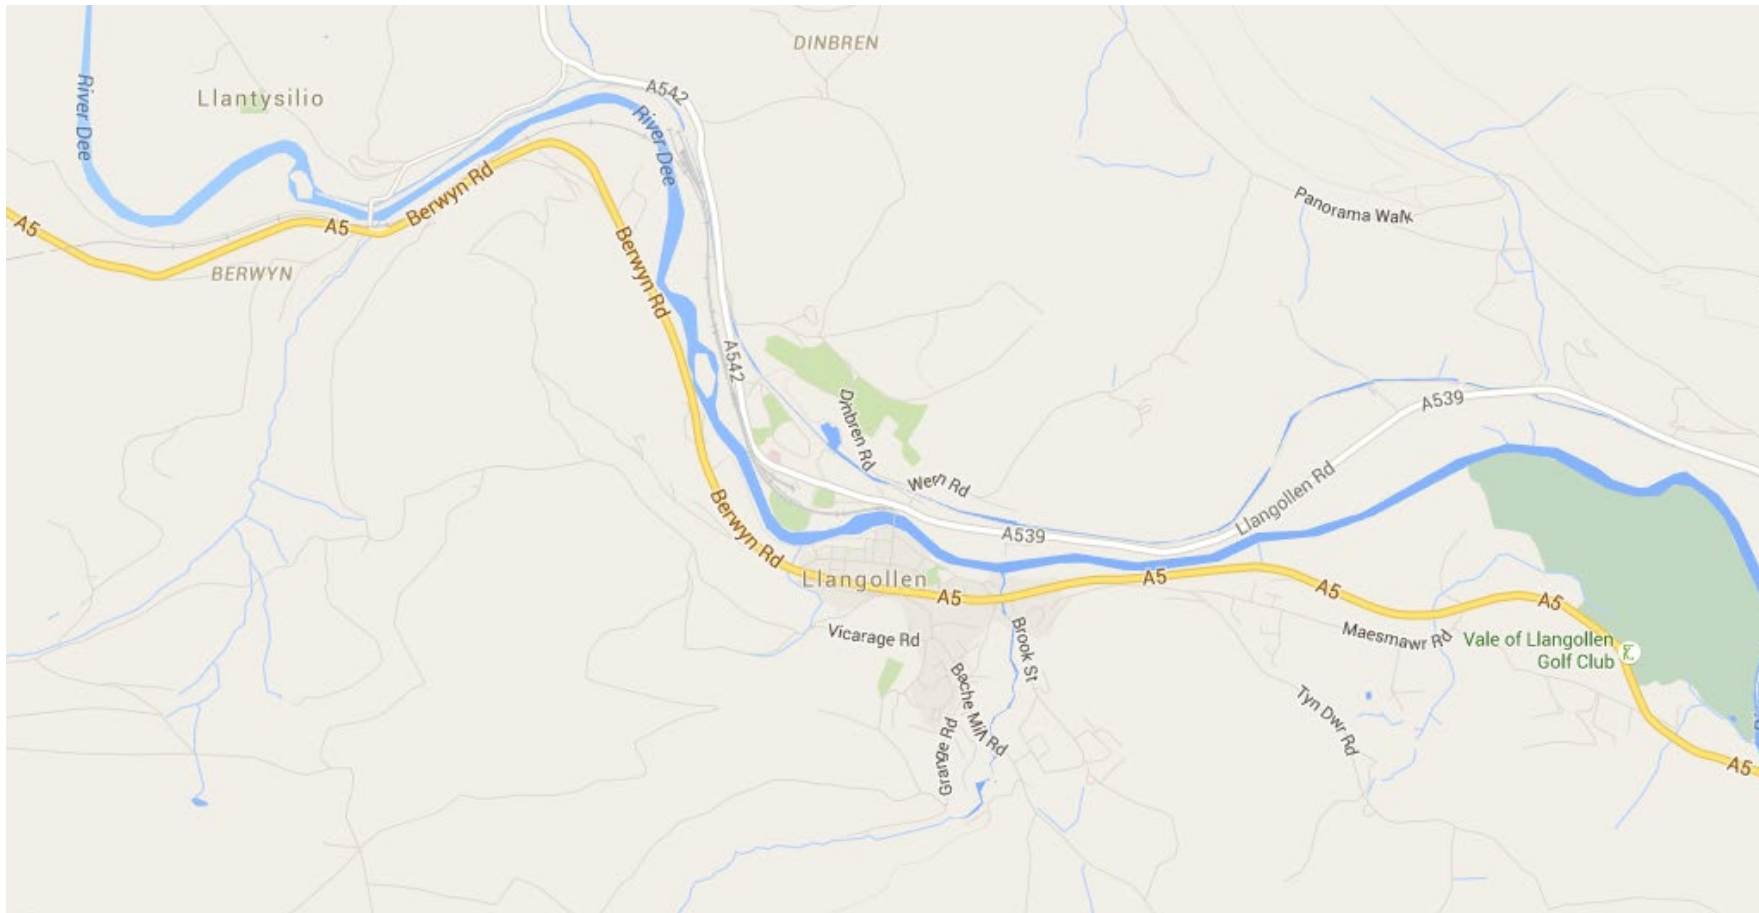 DINBREN
River Dee
Llantysilio
A542
River Dee
Berwyn Rd
Panorama Walk
A5
A5
BERWYN
Berwyn Rd
A542
Dinbren Rd
A539
Wern Rd
Llangollen Rd
Berwyn Rd
A539
Llangollen
A5
A5
A5
A5
Vicarage Rd
Brook St
Maesmawr Rd
Vale of Llangollen
Golf Club
Bache Mill Rd
Grange Rd
Tyn Dwr Rd
A5